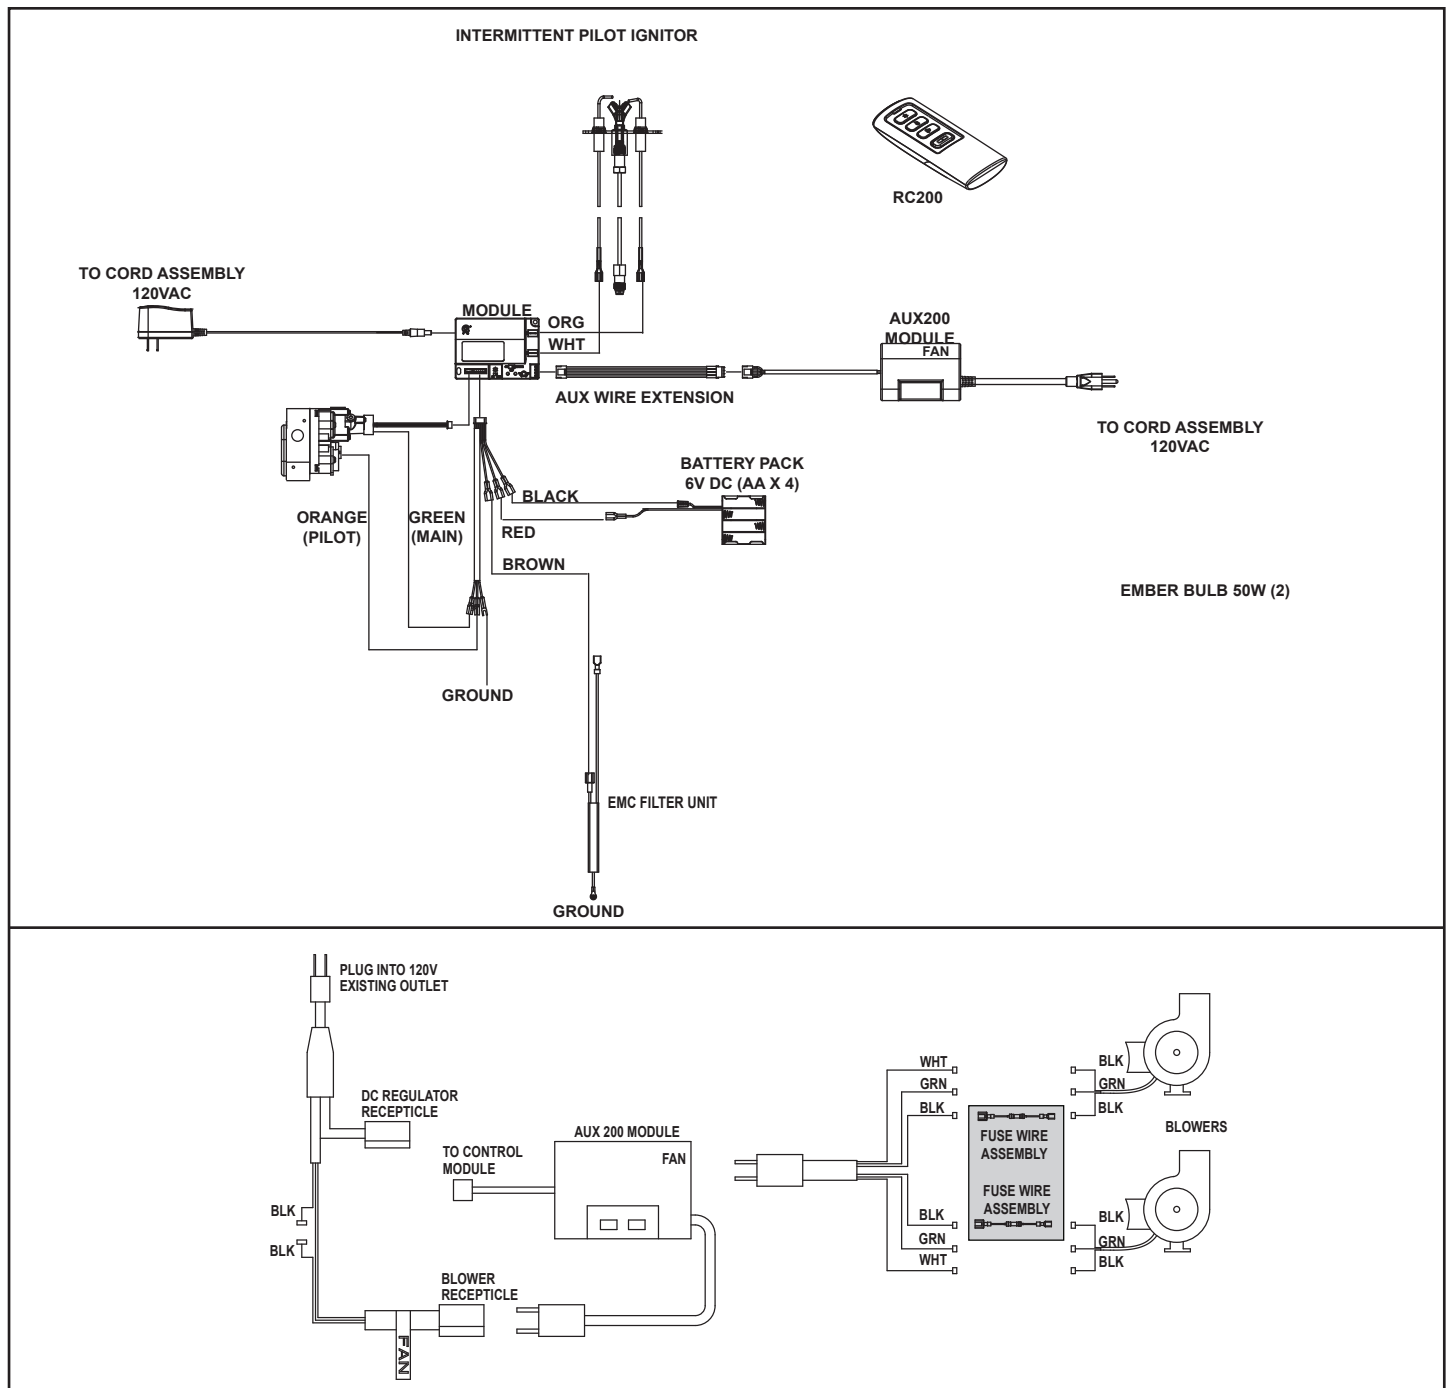 INTERMITTENT PILOT IGNITOR
RC200
TO CORD ASSEMBLY
120VAC
MODULE
ORG
WHT
AUX200
MODULE
FAN
AUX WIRE EXTENSION
TO CORD ASSEMBLY
120VAC
BATTERY PACK
6V DC (AA X 4)
BLACK
RED
BROWN
ORANGE
(PILOT)
GREEN
(MAIN)
EMBER BULB 50W (2)
GROUND
EMC FILTER UNIT
GROUND
PLUG INTO 120V
EXISTING OUTLET
DC REGULATOR
RECEPTICLE
BLK
BLK
TO CONTROL
MODULE
AUX 200 MODULE
FAN
BLOWER
RECEPTICLE
FAN
WHT
GRN
BLK
FUSE WIRE
ASSEMBLY
FUSE WIRE
ASSEMBLY
BLK
GRN
WHT
BLK
GRN
BLK
BLOWERS
BLK
GRN
BLK